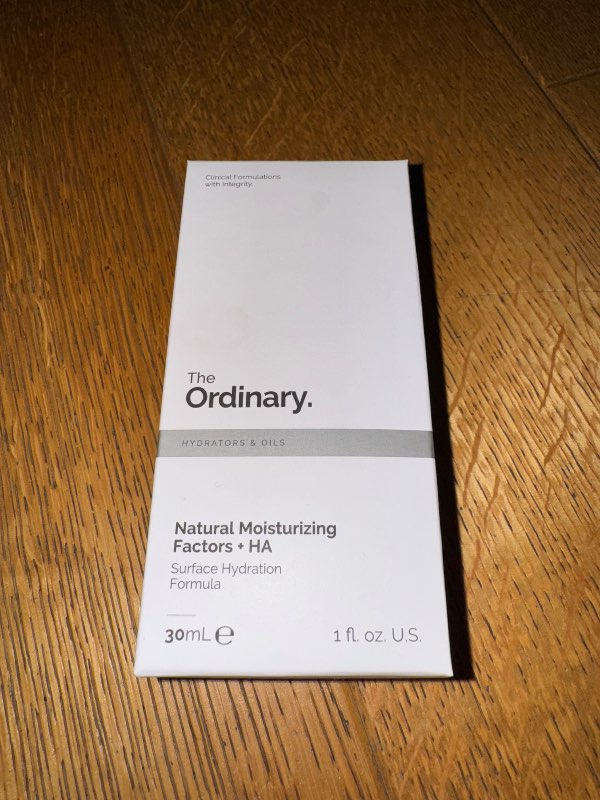 Clinical Formulations
with Integrity.
The
Ordinary.
HYDRATORS & OILS
Natural Moisturizing
Factors + HA
Surface Hydration
Formula
30mL ℮ 1 fl. oz. U.S.